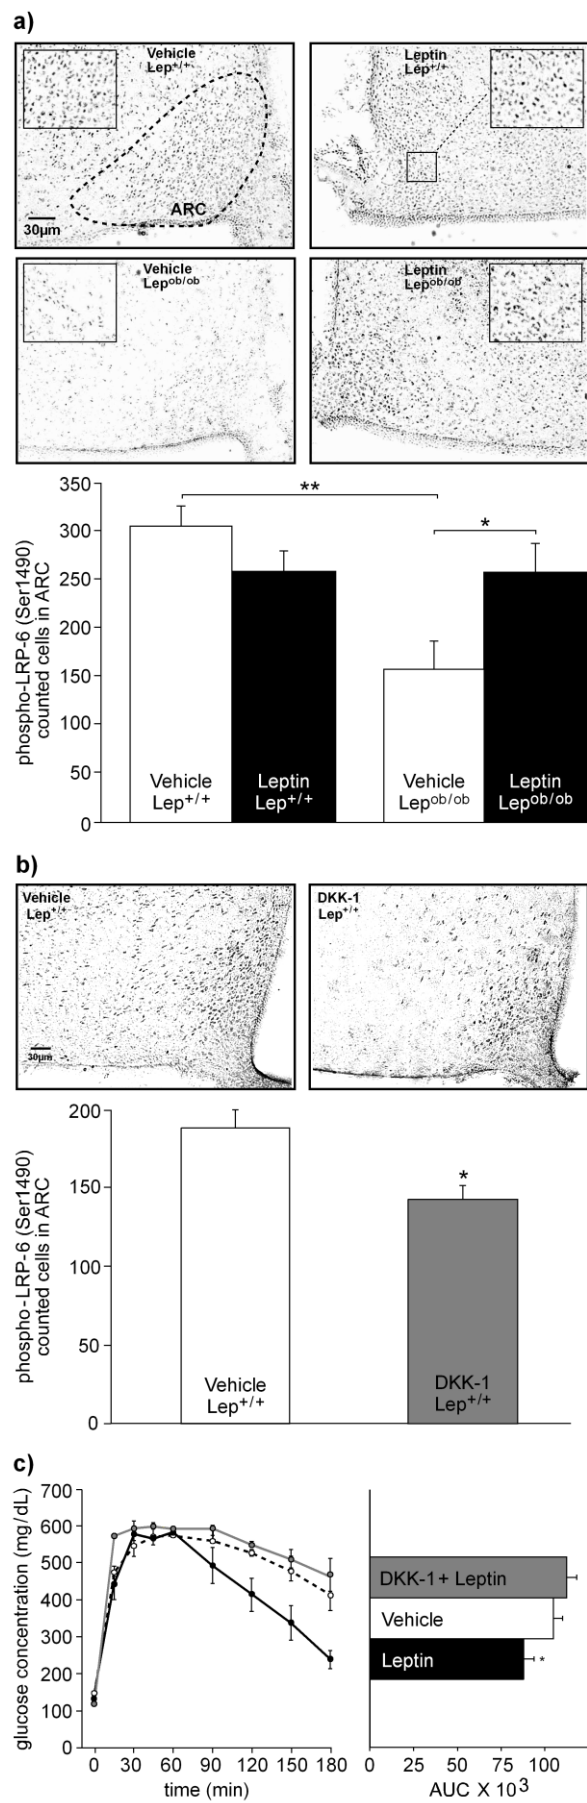 a)
Vehicle
Lep+/+
ARC
30µm
Leptin
Lep+/+
Vehicle
Lepob/ob
Leptin
Lepob/ob
phospho-LRP-6 (Ser1490)
counted cells in ARC
350
300
250
200
150
100
50
0
**
*
Vehicle
Lep+/+
Leptin
Lep+/+
Vehicle
Lepob/ob
Leptin
Lepob/ob
b)
Vehicle
Lep+/+
30µm
DKK-1
Lep+/+
phospho-LRP-6 (Ser1490)
counted cells in ARC
200
150
100
50
0
*
Vehicle
Lep+/+
DKK-1
Lep+/+
c)
glucose concentration (mg/dL)
700
600
500
400
300
200
100
0
0 30 60 90 120 150 180
time (min)
DKK-1 + Leptin
Vehicle
Leptin
*
0 25 50 75 100
AUC X 10³